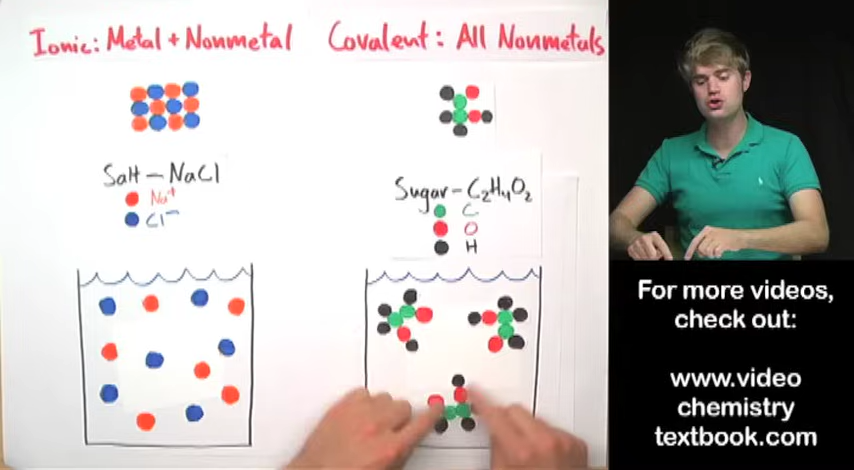 Ionic: Metal + Nonmetal
Covalent: All Nonmetals
Salt - NaCl
Na⁺
Cl⁻
Sugar - C₂H₄O₂
C
O
H
For more videos,
check out:
www.video
chemistry
textbook.com